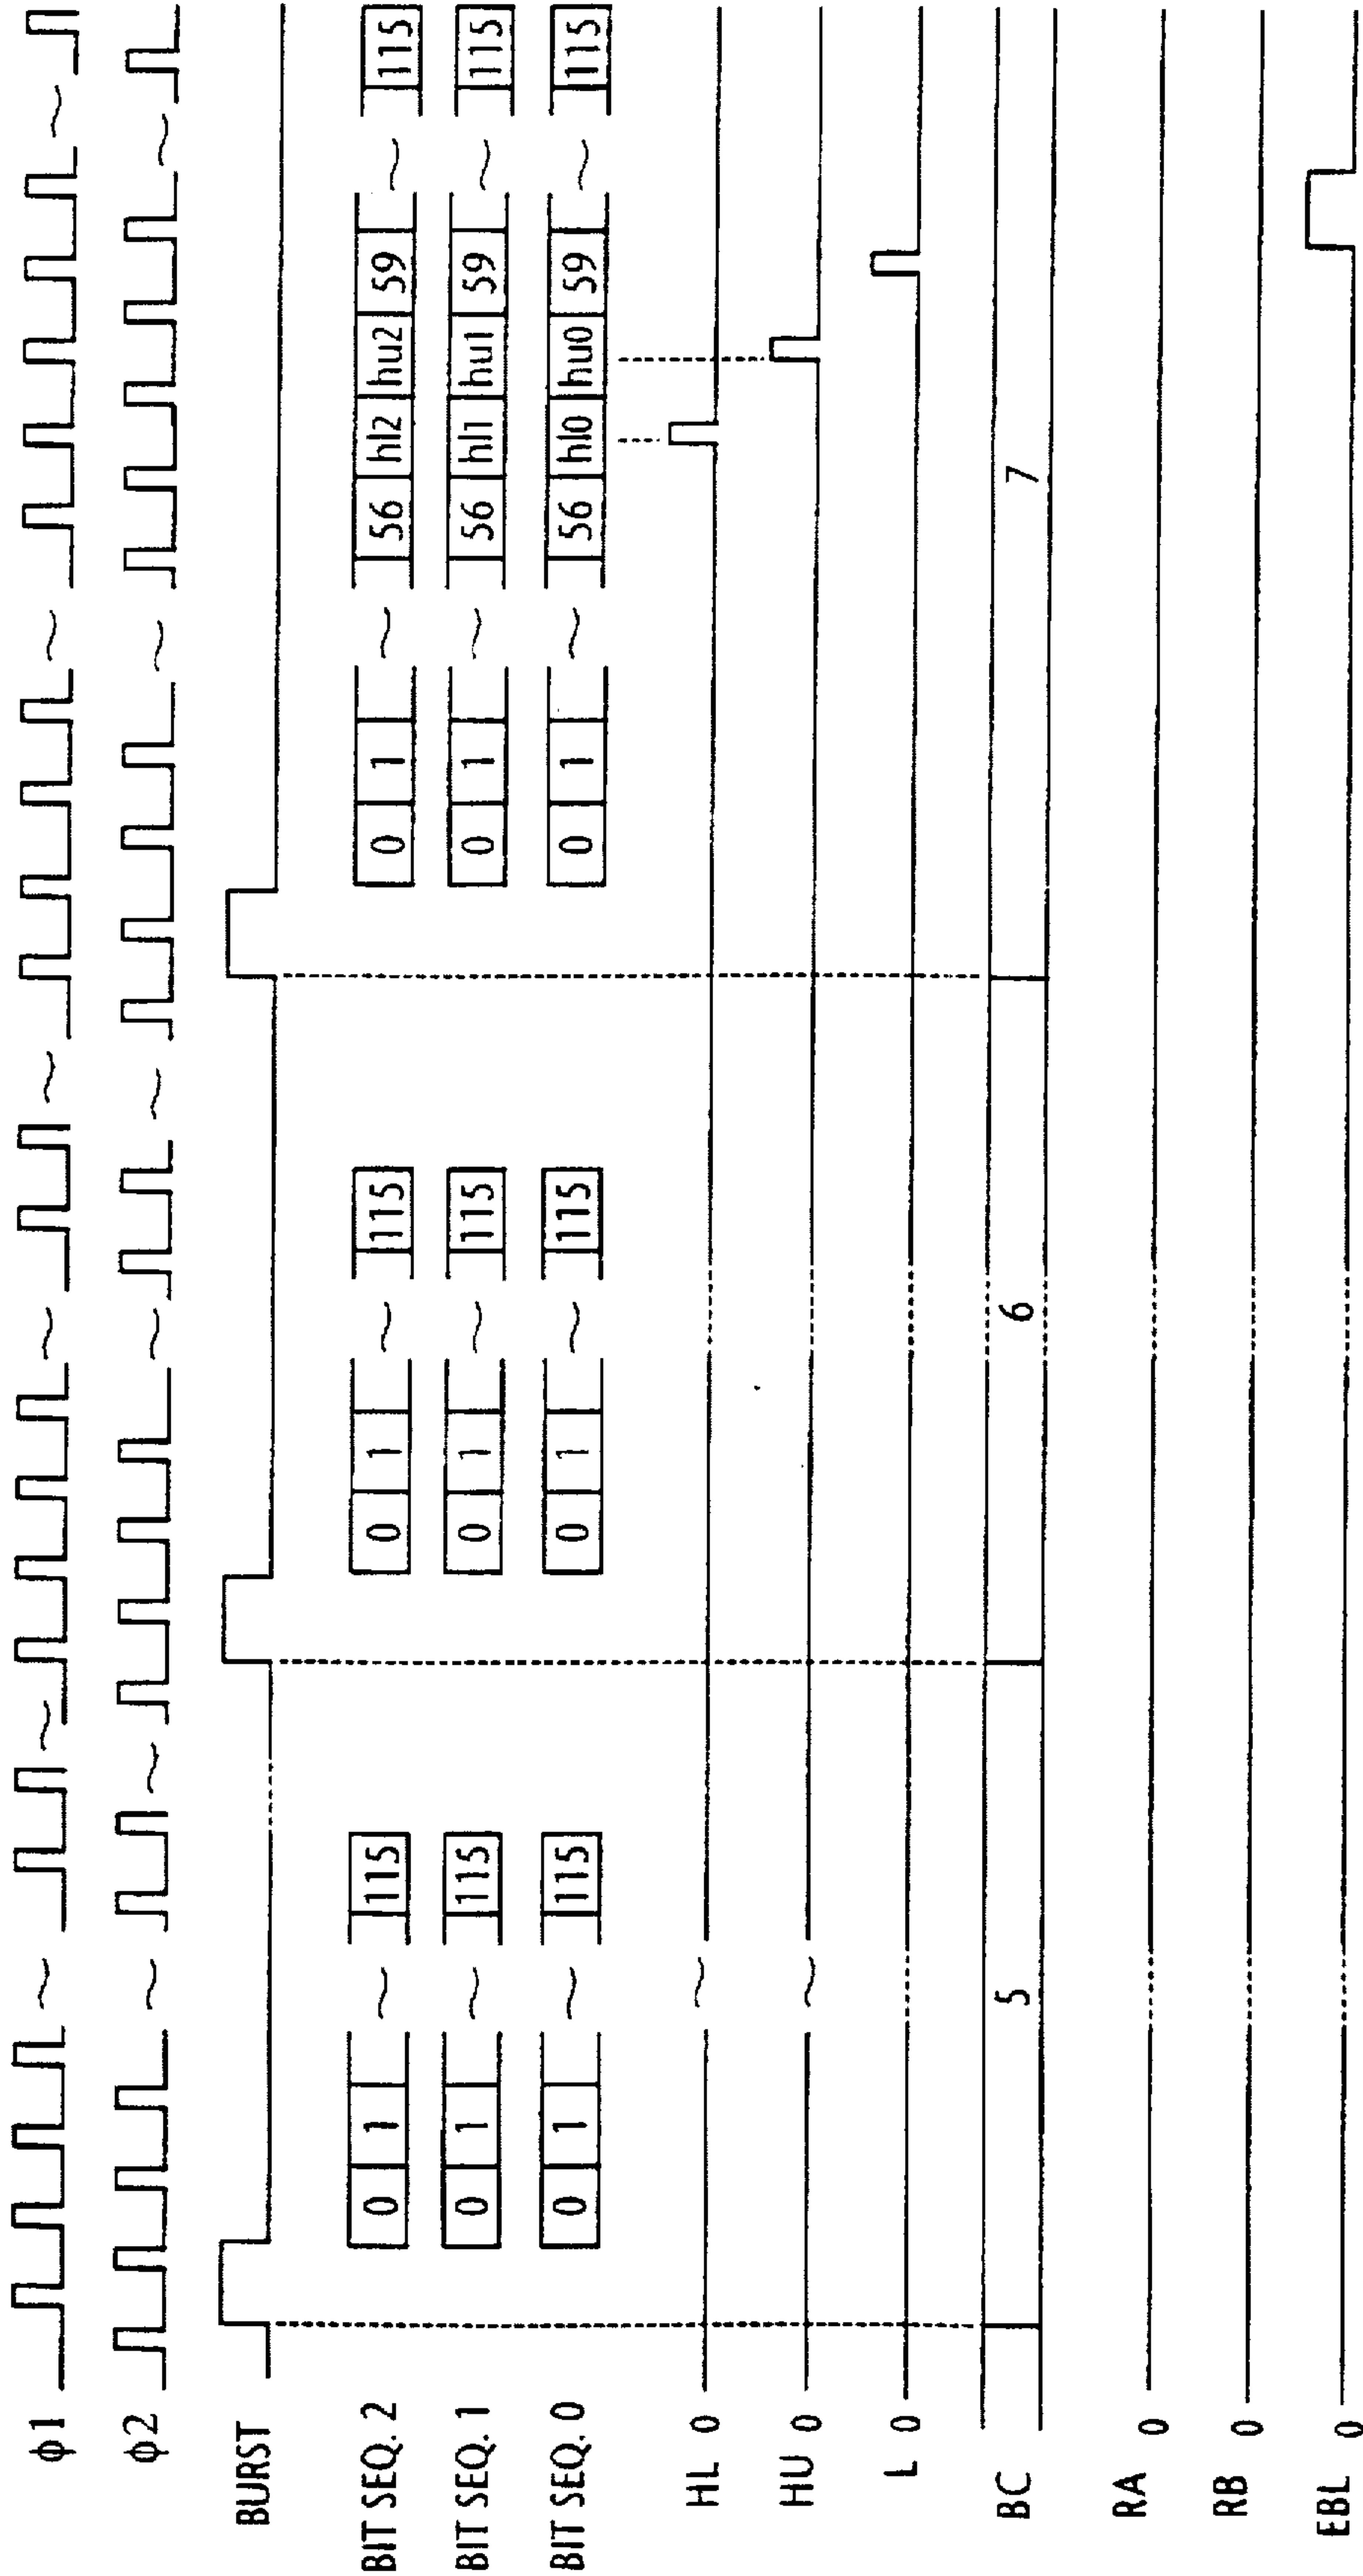 φ1
φ2
BURST
BIT SEQ. 2 0 1 ~ 115 0 1 ~ 115 0 1 ~ 56 hl2 hu2 59 ~ 115
BIT SEQ. 1 0 1 ~ 115 0 1 ~ 115 0 1 ~ 56 hl1 hu1 59 ~ 115
BIT SEQ. 0 0 1 ~ 115 0 1 ~ 115 0 1 ~ 56 hl0 hu0 59 ~ 115
HL 0
HU 0
L 0
BC 5 6 7
RA 0
RB 0
EBL 0